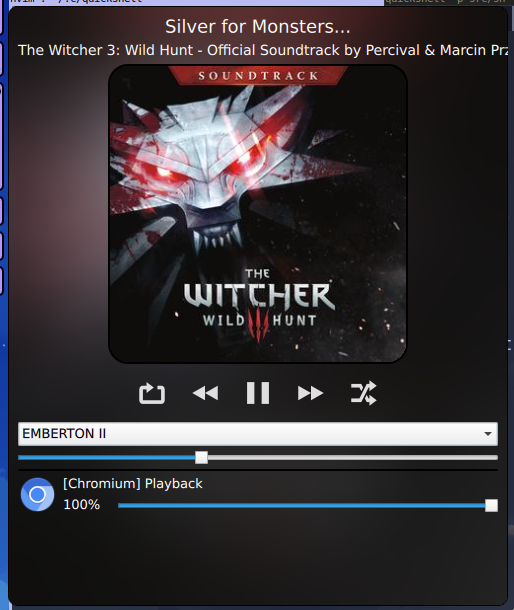 Silver for Monsters...
The Witcher 3: Wild Hunt - Official Soundtrack by Percival & Marcin Prz
SOUNDTRACK
THE
WITCHER
WILD HUNT
EMBERTON II
[Chromium] Playback
100%